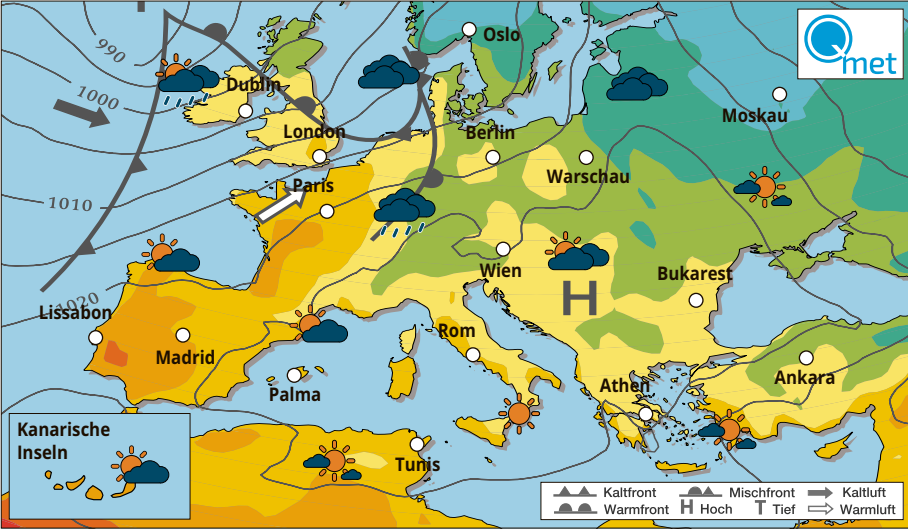 990
1000
1010
1020
Oslo
Q
met
Dublin
Moskau
London
Berlin
Paris
Warschau
Wien
Bukarest
H
Lissabon
Rom
Madrid
Ankara
Palma
Athen
Kanarische
Inseln
Tunis
Kaltfront
Mischfront
Kaltluft
Warmfront
H Hoch
T Tief
Warmluft